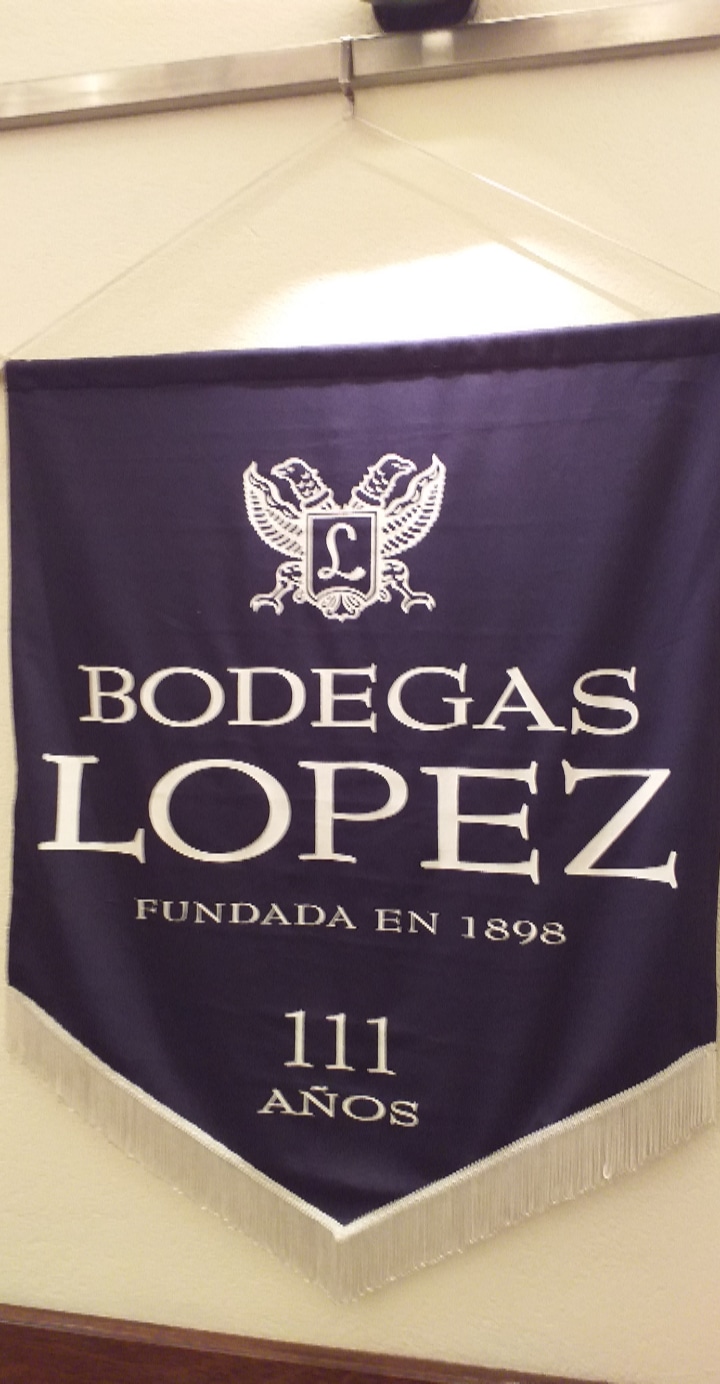 L
BODEGAS
LOPEZ
FUNDADA EN 1898
111
AÑOS